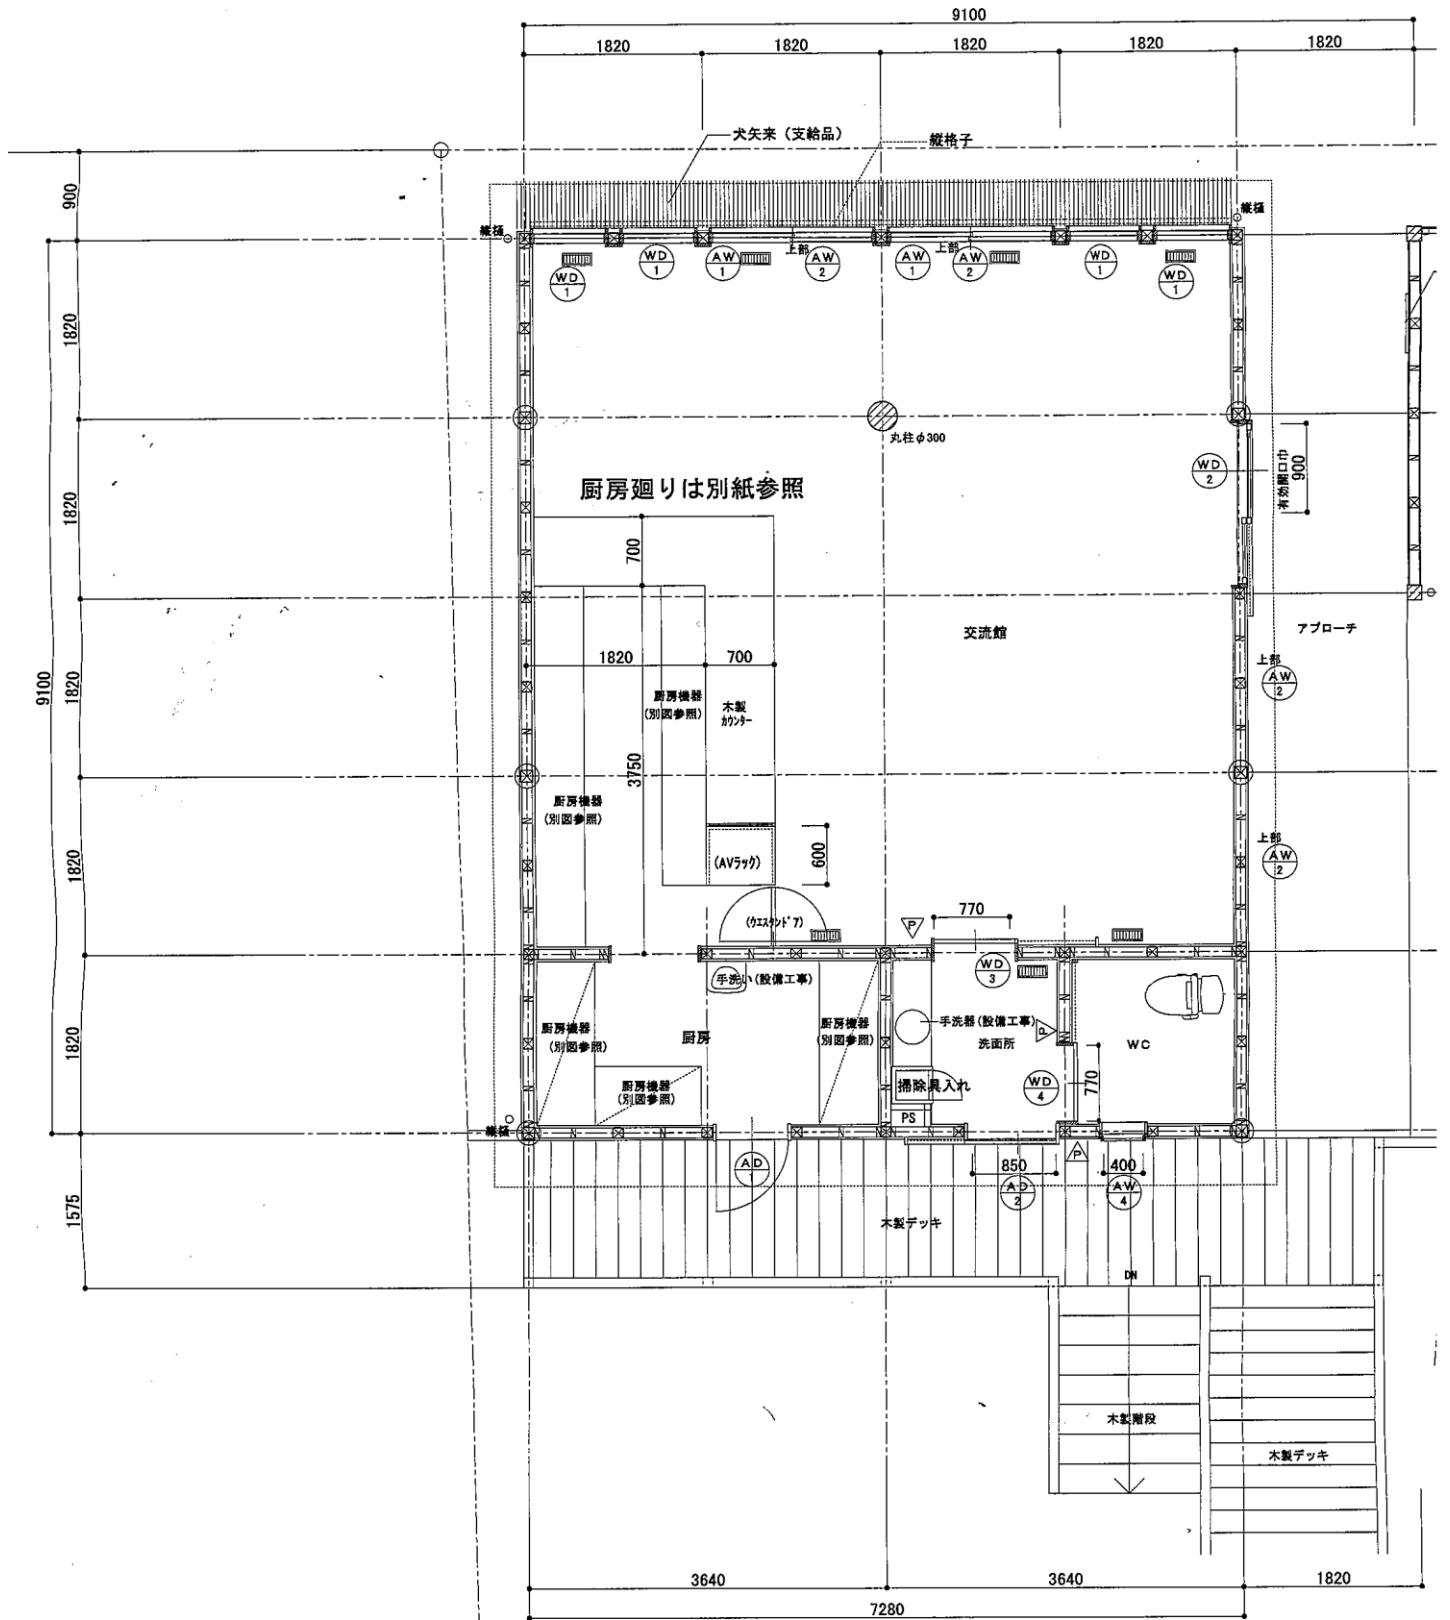 9100
1820 1820 1820 1820 1820
犬矢来（支給品）
縦格子
900
縦樋 縦樋
WD 1
WD 1
AW 1
上部
AW 2
AW 1
上部
AW 2
WD 1
WD 1
1820
丸柱φ300
WD 2
有効開口巾
900
厨房廻りは別紙参照
1820
700
交流館
アプローチ
1820 700
上部
AW 2
厨房機器
(別図参照)
木製
ｶｳﾝﾀｰ
9100
1820
3750
厨房機器
(別図参照)
上部
AW 2
1820
(AVラック)
600
(ｳｴｽﾀﾝﾄﾞｱ)
P
770
WD 3
手洗い(設備工事)
厨房機器
(別図参照)
厨房
厨房機器
(別図参照)
手洗器(設備工事)
洗面所
P
WC
1820
厨房機器
(別図参照)
掃除具入れ
WD 4
770
PS
縦樋
AD 1
850
AD 2
P
400
AW 4
1575
木製デッキ
DN
木製階段
木製デッキ
3640 3640 1820
7280